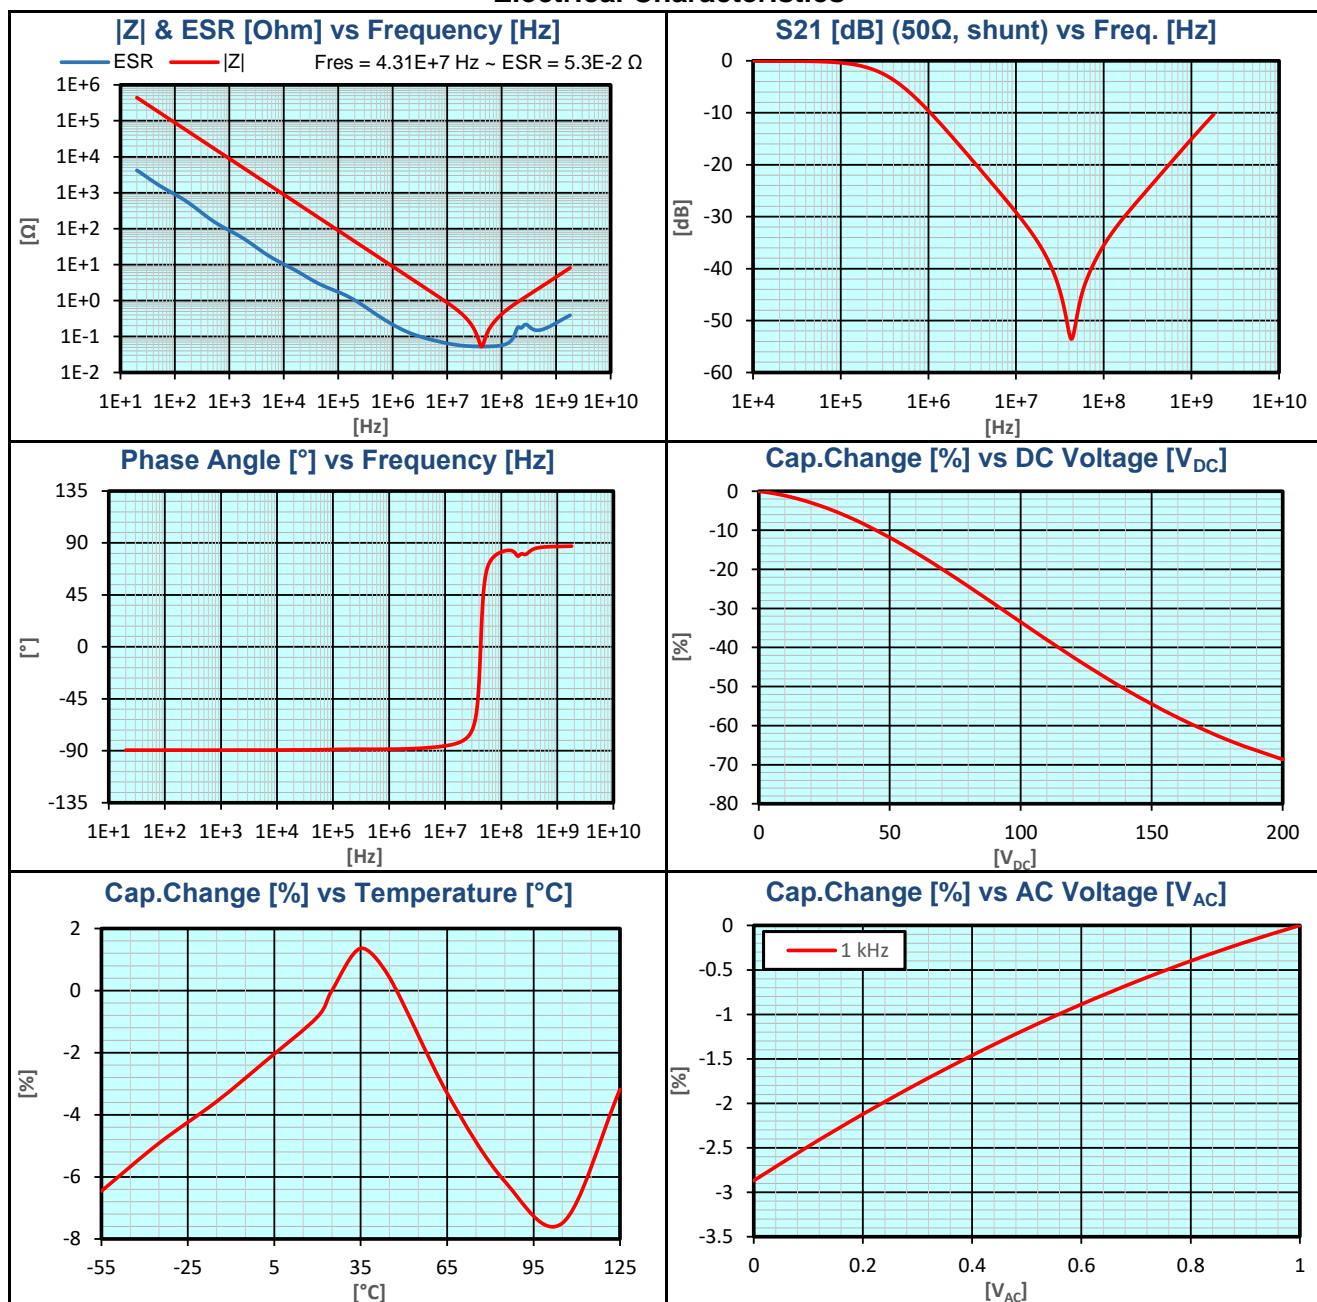 Electrical Characteristics
|Z| & ESR [Ohm] vs Frequency [Hz]
ESR |Z| Fres = 4.31E+7 Hz ~ ESR = 5.3E-2 Ω
1E+6
1E+5
1E+4
1E+3
1E+2
1E+1
1E+0
1E-1
1E-2
[Ω]
1E+1 1E+2 1E+3 1E+4 1E+5 1E+6 1E+7 1E+8 1E+9 1E+10
[Hz]
S21 [dB] (50Ω, shunt) vs Freq. [Hz]
0
-10
-20
-30
-40
-50
-60
[dB]
1E+4 1E+5 1E+6 1E+7 1E+8 1E+9 1E+10
[Hz]
Phase Angle [°] vs Frequency [Hz]
135
90
45
0
-45
-90
-135
[°]
1E+1 1E+2 1E+3 1E+4 1E+5 1E+6 1E+7 1E+8 1E+9 1E+10
[Hz]
Cap.Change [%] vs DC Voltage [VDC]
0
-10
-20
-30
-40
-50
-60
-70
-80
[%]
0 50 100 150 200
[VDC]
Cap.Change [%] vs Temperature [°C]
2
0
-2
-4
-6
-8
[%]
-55 -25 5 35 65 95 125
[°C]
Cap.Change [%] vs AC Voltage [VAC]
1 kHz
0
-0.5
-1
-1.5
-2
-2.5
-3
-3.5
[%]
0 0.2 0.4 0.6 0.8 1
[VAC]